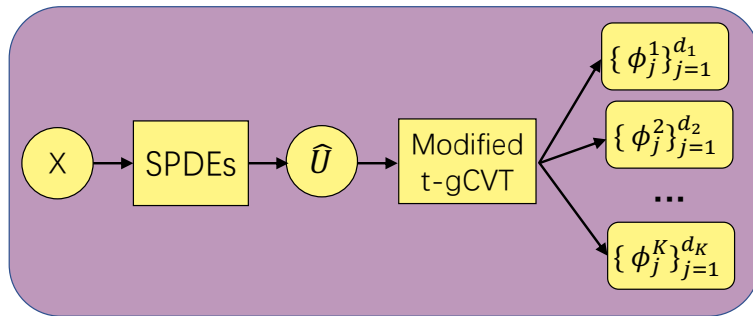 X
SPDEs
Û
Modified
t-gCVT
{ ϕ_j^1}_{j=1}^{d_1}
{ ϕ_j^2}_{j=1}^{d_2}
...
{ ϕ_j^K}_{j=1}^{d_K}